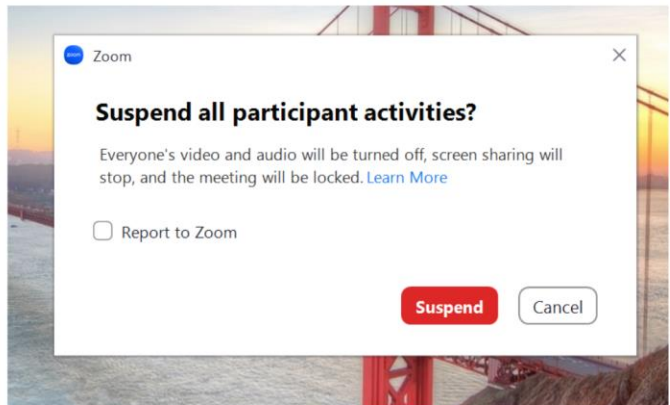 Zoom
Suspend all participant activities?
Everyone's video and audio will be turned off, screen sharing will
stop, and the meeting will be locked. Learn More
Report to Zoom
Suspend Cancel